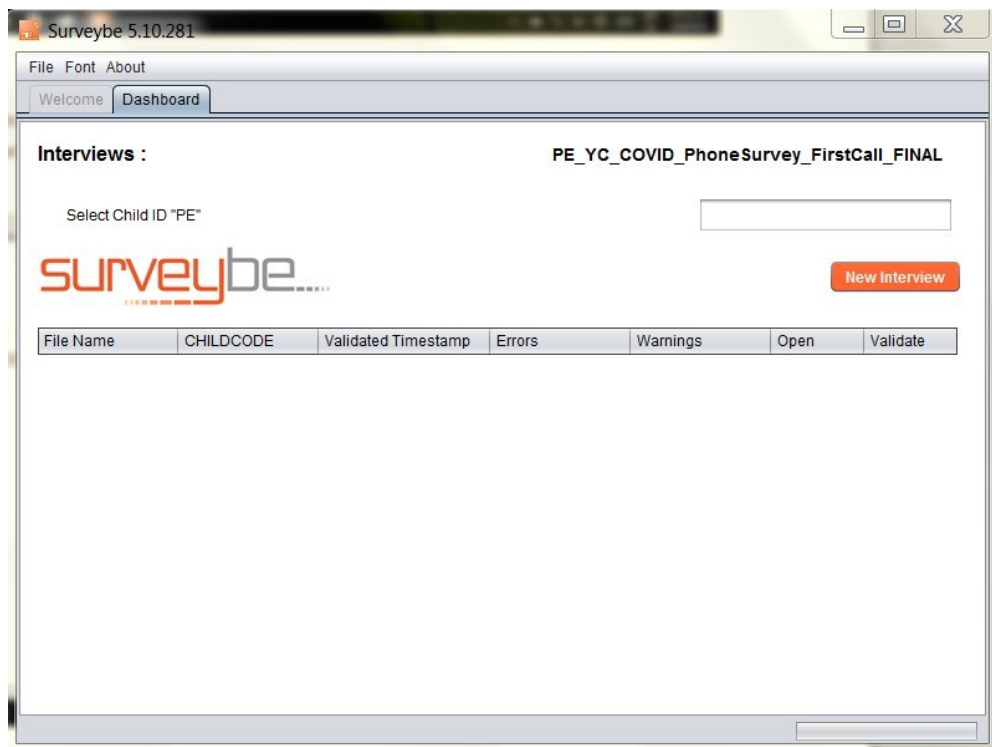 Surveybe 5.10.281
File Font About
Welcome Dashboard
Interviews :
PE_YC_COVID_PhoneSurvey_FirstCall_FINAL
Select Child ID "PE"
surveybe....
New Interview
File Name CHILDCODE Validated Timestamp Errors Warnings Open Validate